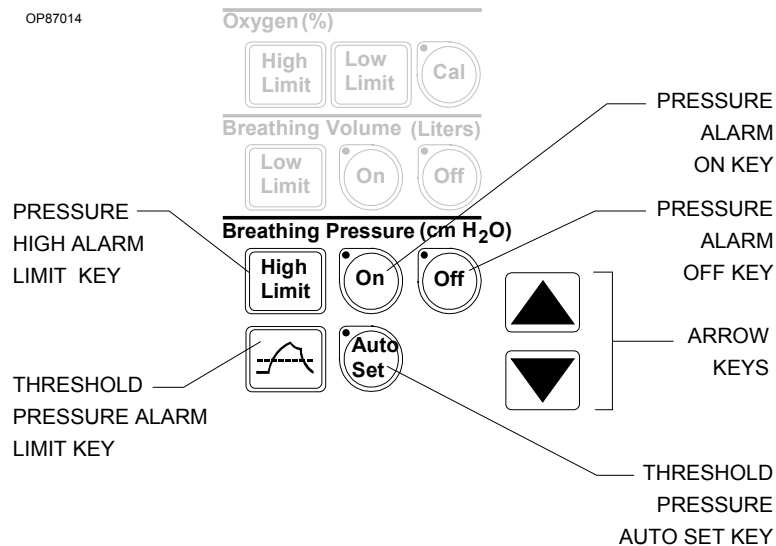 OP87014
Oxygen (%)
High
Limit
Low
Limit
Cal
Breathing Volume (Liters)
Low
Limit
On
Off
Breathing Pressure (cm H2O)
High
Limit
On
Off
Auto
Set
PRESSURE
HIGH ALARM
LIMIT KEY
THRESHOLD
PRESSURE ALARM
LIMIT KEY
PRESSURE
ALARM
ON KEY
PRESSURE
ALARM
OFF KEY
ARROW
KEYS
THRESHOLD
PRESSURE
AUTO SET KEY